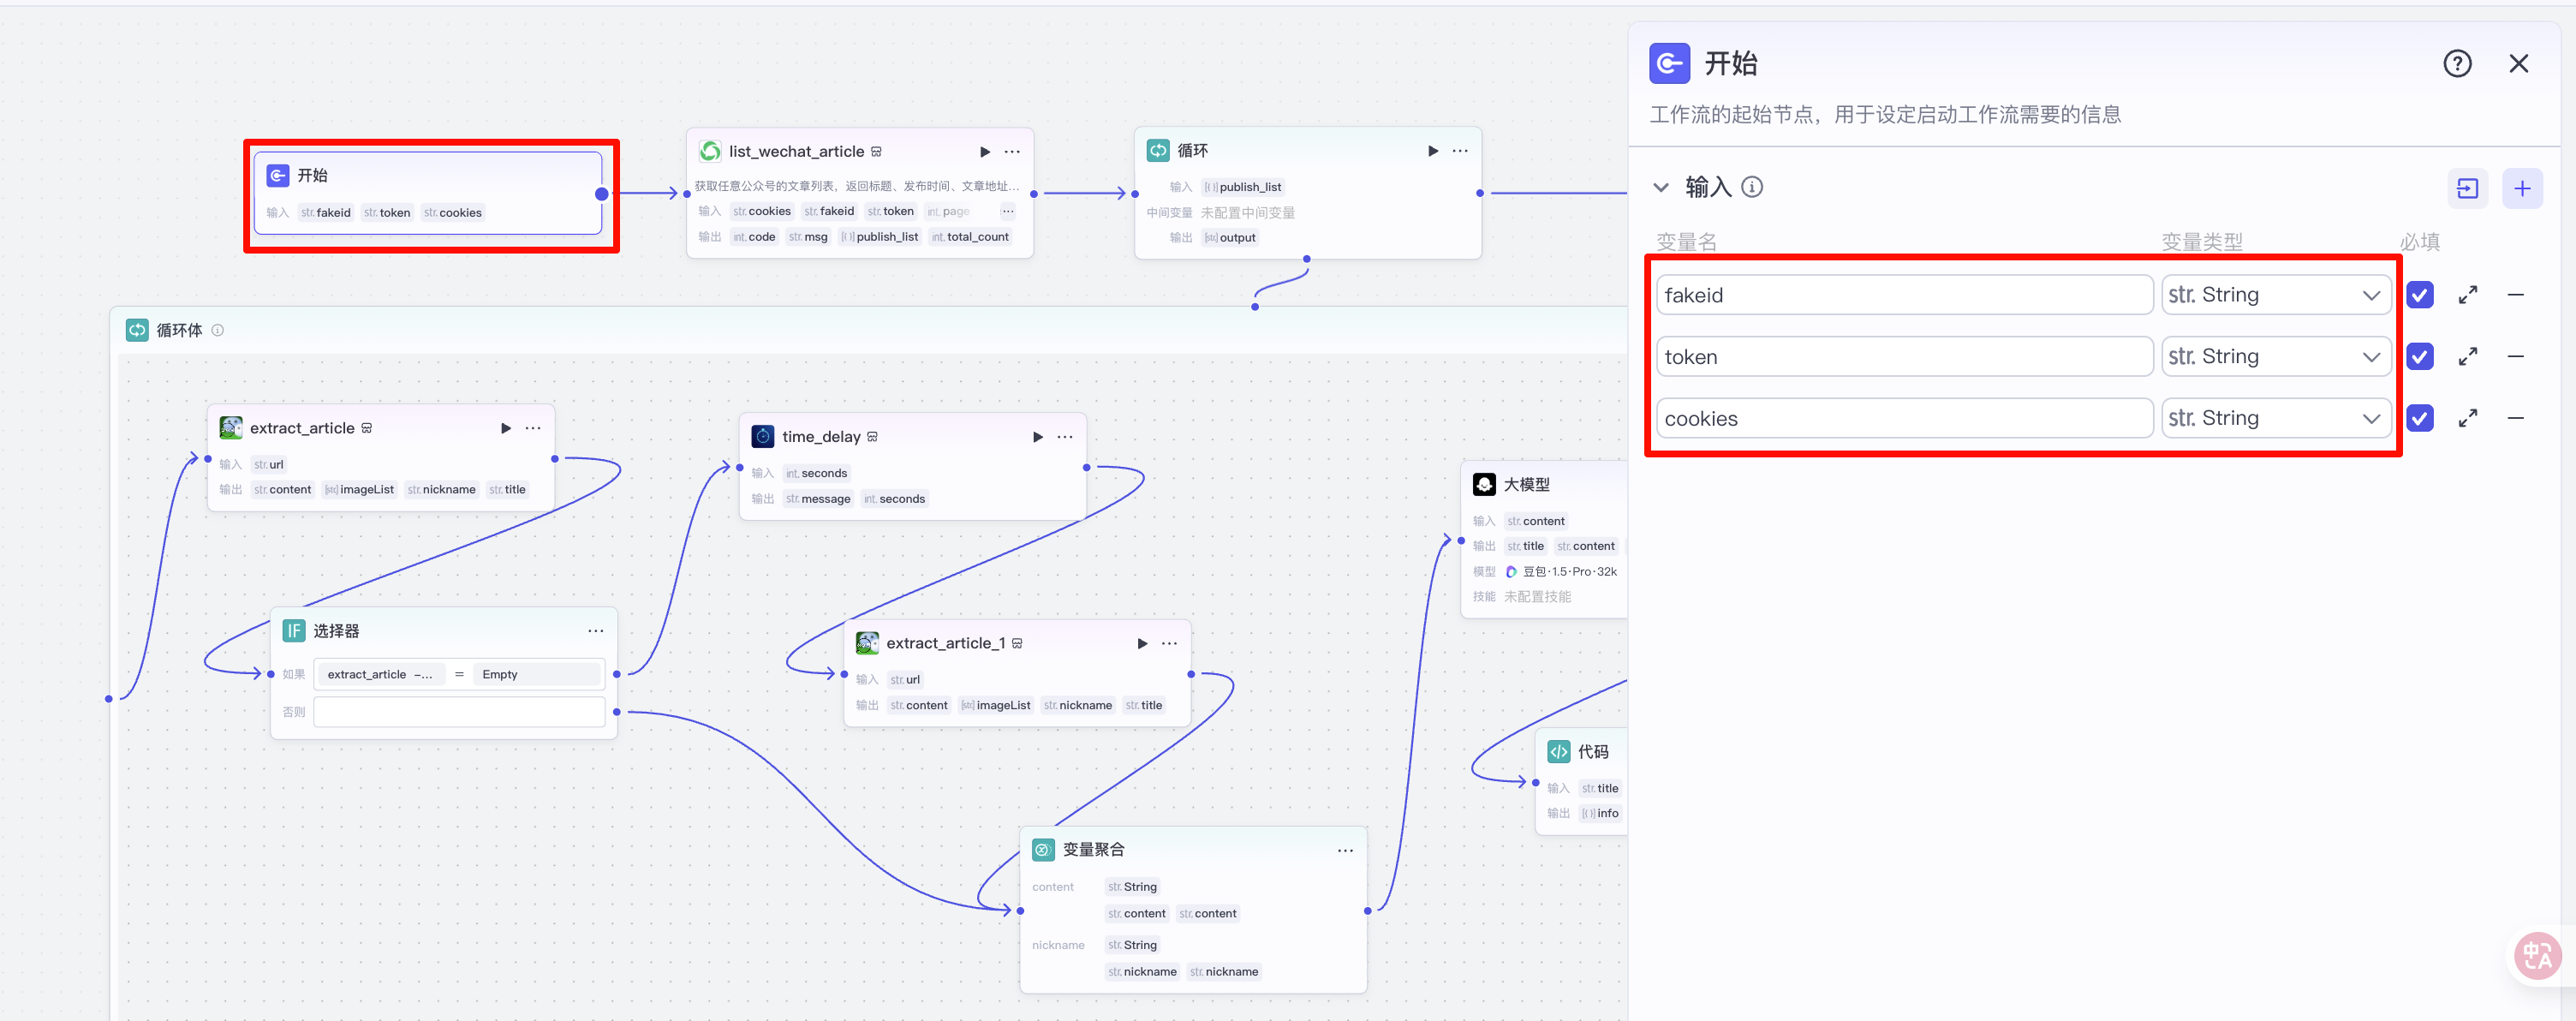 开始
输入 str. fakeid str. token str. cookies
list_wechat_article
获取任意公众号的文章列表，返回标题、发布时间、文章地址...
输入 str. cookies str. fakeid str. token int. page ...
输出 int. code str. msg [{}] publish_list int. total_count
循环
输入 [{}] publish_list
中间变量 未配置中间变量
输出 [str] output
循环体
extract_article
输入 str. url
输出 str. content [str] imageList str. nickname str. title
time_delay
输入 int. seconds
输出 str. message int. seconds
大模型
输入 str. content
输出 str. title str. content
模型 豆包·1.5·Pro·32k
技能 未配置技能
IF 选择器
如果 extract_article -... = Empty
否则
extract_article_1
输入 str. url
输出 str. content [str] imageList str. nickname str. title
代码
输入 str. title
输出 [{}] info
变量聚合
content str. String
str. content str. content
nickname str. String
str. nickname str. nickname
开始
工作流的起始节点，用于设定启动工作流需要的信息
输入
变量名 变量类型 必填
fakeid str. String
token str. String
cookies str. String
中 A